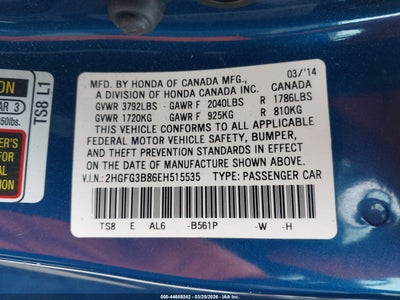 MFD. BY HONDA OF CANADA MFG., 03/'14
A DIVISION OF HONDA CANADA INC. CANADA
GVWR 3792LBS GAWR F 2040LBS R 1786LBS
GVWR 1720KG GAWR F 925KG R 810KG
THIS VEHICLE CONFORMS TO ALL APPLICABLE
FEDERAL MOTOR VEHICLE SAFETY, BUMPER,
AND THEFT PREVENTION STANDARDS IN EFFECT
ON THE DATE OF MANUFACTURE SHOWN ABOVE.
V.I.N.: 2HGFG3B86EH515535 TYPE: PASSENGER CAR
TS8 E AL6 -B561P -W -H
TS8 L1
AR 3
000-44659242 - 03/25/2026 - IAA Inc.